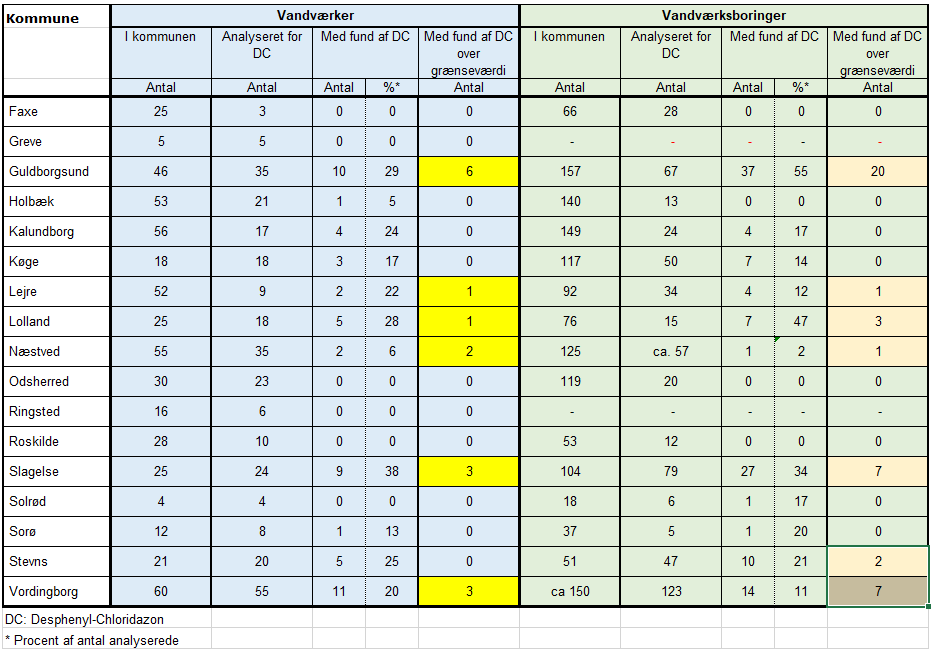 Kommune Vandværker Vandværksboringer
I kommunen Analyseret for Med fund af DC Med fund af DC I kommunen Analyseret for Med fund af DC Med fund af DC
DC over DC over
grænseværdi grænseværdi
Antal Antal Antal %* Antal Antal Antal Antal %* Antal
Faxe 25 3 0 0 0 66 28 0 0 0
Greve 5 5 0 0 0 - - - - -
Guldborgsund 46 35 10 29 6 157 67 37 55 20
Holbæk 53 21 1 5 0 140 13 0 0 0
Kalundborg 56 17 4 24 0 149 24 4 17 0
Køge 18 18 3 17 0 117 50 7 14 0
Lejre 52 9 2 22 1 92 34 4 12 1
Lolland 25 18 5 28 1 76 15 7 47 3
Næstved 55 35 2 6 2 125 ca. 57 1 2 1
Odsherred 30 23 0 0 0 119 20 0 0 0
Ringsted 16 6 0 0 0 - - - - -
Roskilde 28 10 0 0 0 53 12 0 0 0
Slagelse 25 24 9 38 3 104 79 27 34 7
Solrød 4 4 0 0 0 18 6 1 17 0
Sorø 12 8 1 13 0 37 5 1 20 0
Stevns 21 20 5 25 0 51 47 10 21 2
Vordingborg 60 55 11 20 3 ca 150 123 14 11 7
DC: Desphenyl-Chloridazon
* Procent af antal analyserede